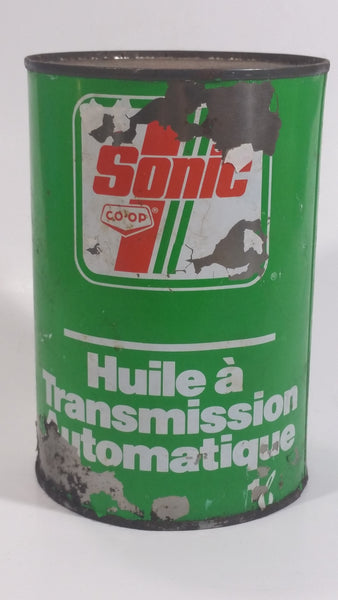 Sonic
CO-OP ®
®
Huile à
Transmission
Automatique